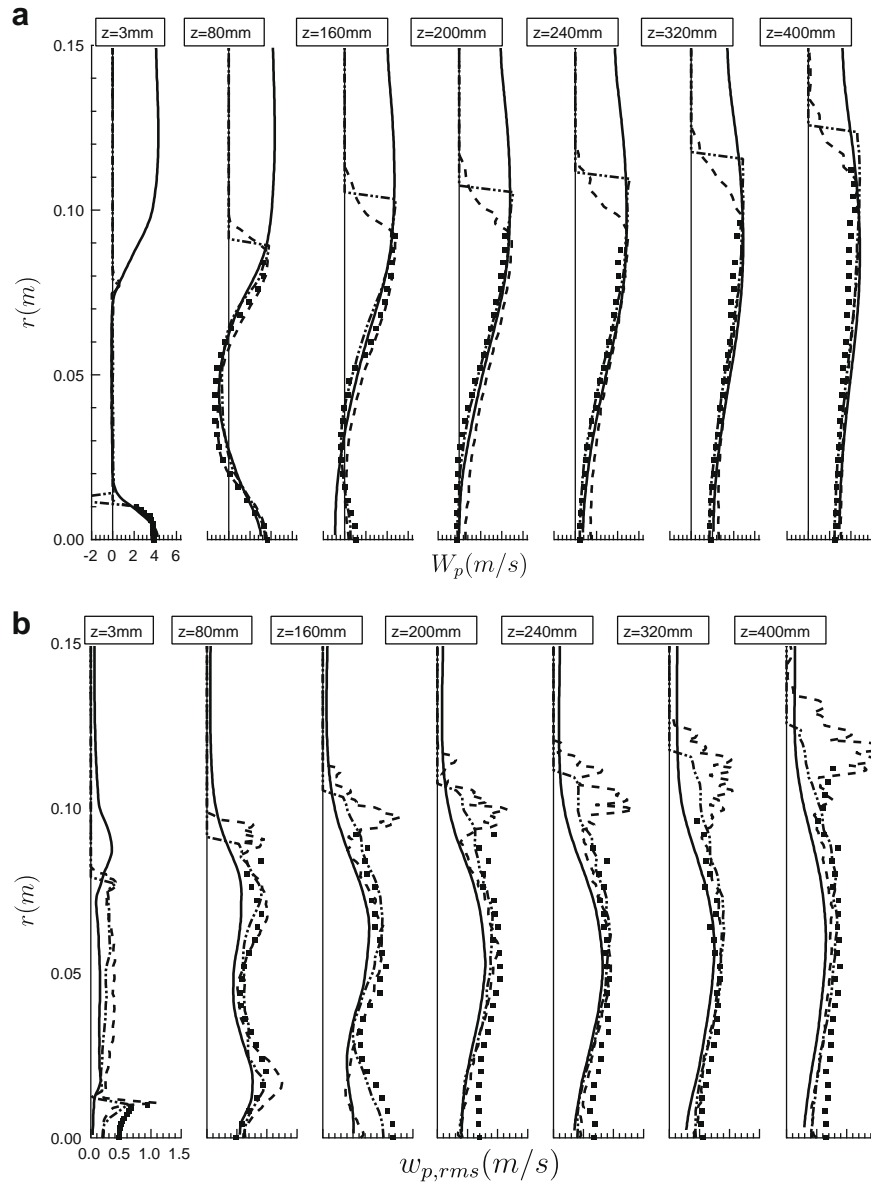 a
z=3mm z=80mm z=160mm z=200mm z=240mm z=320mm z=400mm
0.15
0.10
r(m)
0.05
0.00
-2 0 2 4 6
W_p(m/s)
b
z=3mm z=80mm z=160mm z=200mm z=240mm z=320mm z=400mm
0.15
0.10
r(m)
0.05
0.00
0.0 0.5 1.0 1.5
w_{p,rms}(m/s)